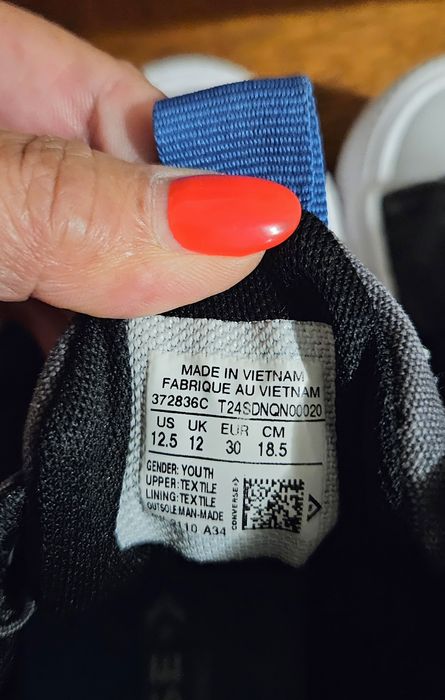 MADE IN VIETNAM
FABRIQUE AU VIETNAM
372836C T24SDNQN00020
US UK EUR CM
12.5 12 30 18.5
GENDER: YOUTH
UPPER: TEXTILE
LINING: TEXTILE
OUTSOLE MAN-MADE
A34
CONVERSE